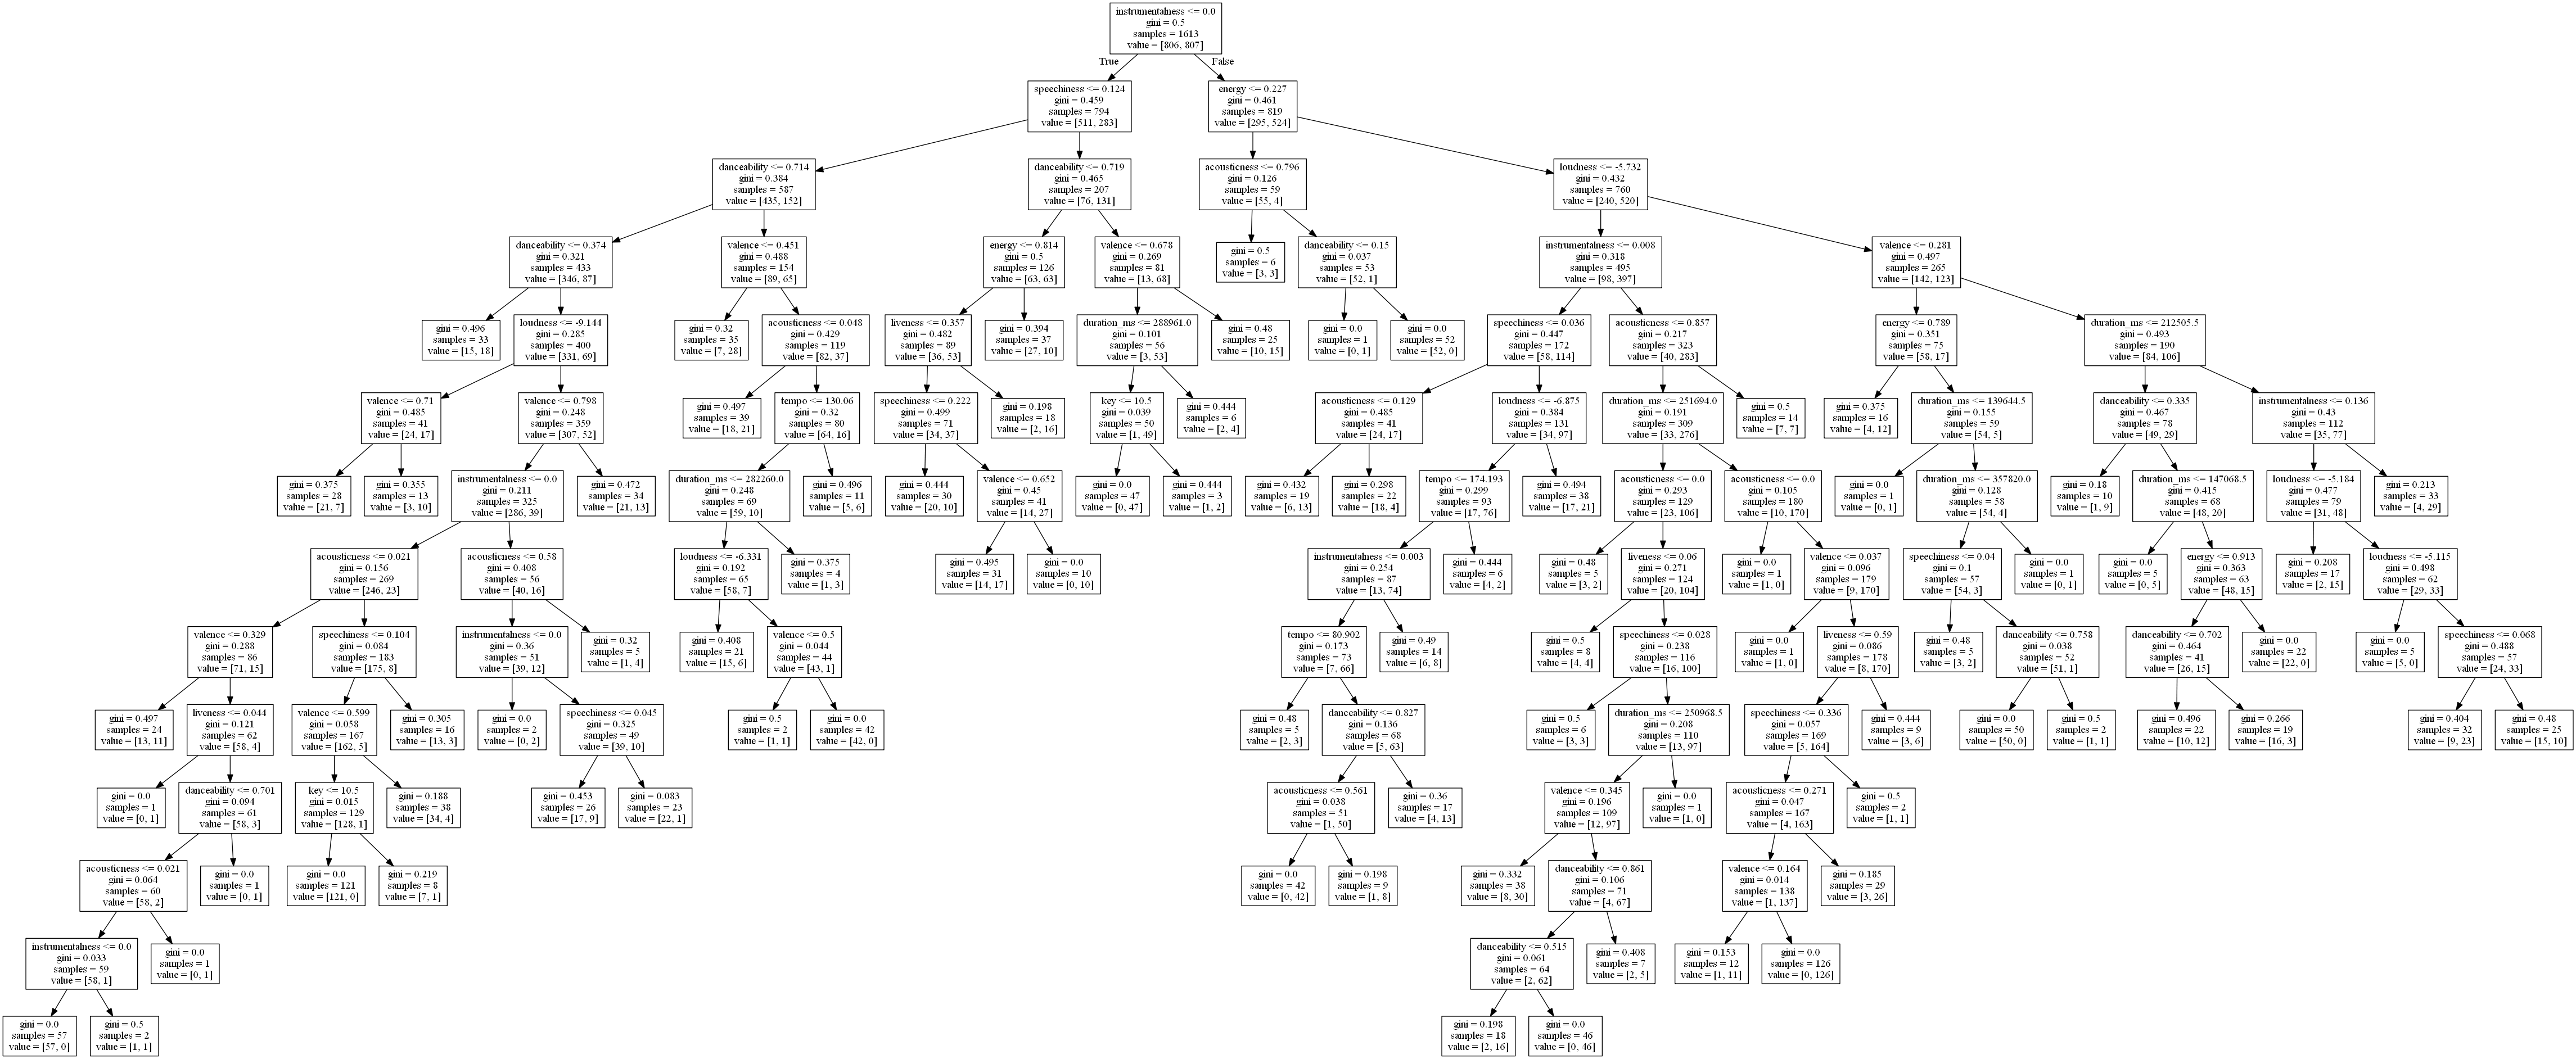 instrumentalness <= 0.0
gini = 0.5
samples = 1613
value = [806, 807]
True
False
speechiness <= 0.124
gini = 0.459
samples = 794
value = [511, 283]
energy <= 0.227
gini = 0.461
samples = 819
value = [295, 524]
danceability <= 0.714
gini = 0.384
samples = 587
value = [435, 152]
danceability <= 0.719
gini = 0.465
samples = 207
value = [76, 131]
acousticness <= 0.796
gini = 0.126
samples = 59
value = [55, 4]
loudness <= -5.732
gini = 0.432
samples = 760
value = [240, 520]
danceability <= 0.374
gini = 0.321
samples = 433
value = [346, 87]
valence <= 0.451
gini = 0.488
samples = 154
value = [89, 65]
energy <= 0.814
gini = 0.5
samples = 126
value = [63, 63]
valence <= 0.678
gini = 0.269
samples = 81
value = [13, 68]
gini = 0.5
samples = 6
value = [3, 3]
danceability <= 0.15
gini = 0.037
samples = 53
value = [52, 1]
instrumentalness <= 0.008
gini = 0.318
samples = 495
value = [98, 397]
valence <= 0.281
gini = 0.497
samples = 265
value = [142, 123]
gini = 0.496
samples = 33
value = [15, 18]
loudness <= -9.144
gini = 0.285
samples = 400
value = [331, 69]
gini = 0.32
samples = 35
value = [7, 28]
acousticness <= 0.048
gini = 0.429
samples = 119
value = [82, 37]
liveness <= 0.357
gini = 0.482
samples = 89
value = [36, 53]
gini = 0.394
samples = 37
value = [27, 10]
duration_ms <= 288961.0
gini = 0.101
samples = 56
value = [3, 53]
gini = 0.48
samples = 25
value = [10, 15]
gini = 0.0
samples = 1
value = [0, 1]
gini = 0.0
samples = 52
value = [52, 0]
speechiness <= 0.036
gini = 0.447
samples = 172
value = [58, 114]
acousticness <= 0.857
gini = 0.217
samples = 323
value = [40, 283]
energy <= 0.789
gini = 0.351
samples = 75
value = [58, 17]
duration_ms <= 212505.5
gini = 0.493
samples = 190
value = [84, 106]
valence <= 0.71
gini = 0.485
samples = 41
value = [24, 17]
valence <= 0.798
gini = 0.248
samples = 359
value = [307, 52]
gini = 0.497
samples = 39
value = [18, 21]
tempo <= 130.06
gini = 0.32
samples = 80
value = [64, 16]
speechiness <= 0.222
gini = 0.499
samples = 71
value = [34, 37]
gini = 0.198
samples = 18
value = [2, 16]
key <= 10.5
gini = 0.039
samples = 50
value = [1, 49]
gini = 0.444
samples = 6
value = [2, 4]
acousticness <= 0.129
gini = 0.485
samples = 41
value = [24, 17]
loudness <= -6.875
gini = 0.384
samples = 131
value = [34, 97]
duration_ms <= 251694.0
gini = 0.191
samples = 309
value = [33, 276]
gini = 0.5
samples = 14
value = [7, 7]
gini = 0.375
samples = 16
value = [4, 12]
duration_ms <= 139644.5
gini = 0.155
samples = 59
value = [54, 5]
danceability <= 0.335
gini = 0.467
samples = 78
value = [49, 29]
instrumentalness <= 0.136
gini = 0.43
samples = 112
value = [35, 77]
gini = 0.375
samples = 28
value = [21, 7]
gini = 0.355
samples = 13
value = [3, 10]
instrumentalness <= 0.0
gini = 0.211
samples = 325
value = [286, 39]
gini = 0.472
samples = 34
value = [21, 13]
duration_ms <= 282260.0
gini = 0.248
samples = 69
value = [59, 10]
gini = 0.496
samples = 11
value = [5, 6]
gini = 0.444
samples = 30
value = [20, 10]
valence <= 0.652
gini = 0.45
samples = 41
value = [14, 27]
gini = 0.0
samples = 47
value = [0, 47]
gini = 0.444
samples = 3
value = [1, 2]
gini = 0.432
samples = 19
value = [6, 13]
gini = 0.298
samples = 22
value = [18, 4]
tempo <= 174.193
gini = 0.299
samples = 93
value = [17, 76]
gini = 0.494
samples = 38
value = [17, 21]
acousticness <= 0.0
gini = 0.293
samples = 129
value = [23, 106]
acousticness <= 0.0
gini = 0.105
samples = 180
value = [10, 170]
gini = 0.0
samples = 1
value = [0, 1]
duration_ms <= 357820.0
gini = 0.128
samples = 58
value = [54, 4]
gini = 0.18
samples = 10
value = [1, 9]
duration_ms <= 147068.5
gini = 0.415
samples = 68
value = [48, 20]
loudness <= -5.184
gini = 0.477
samples = 79
value = [31, 48]
gini = 0.213
samples = 33
value = [4, 29]
acousticness <= 0.021
gini = 0.156
samples = 269
value = [246, 23]
acousticness <= 0.58
gini = 0.408
samples = 56
value = [40, 16]
loudness <= -6.331
gini = 0.192
samples = 65
value = [58, 7]
gini = 0.375
samples = 4
value = [1, 3]
gini = 0.495
samples = 31
value = [14, 17]
gini = 0.0
samples = 10
value = [0, 10]
instrumentalness <= 0.003
gini = 0.254
samples = 87
value = [13, 74]
gini = 0.444
samples = 6
value = [4, 2]
gini = 0.48
samples = 5
value = [3, 2]
liveness <= 0.06
gini = 0.271
samples = 124
value = [20, 104]
gini = 0.0
samples = 1
value = [1, 0]
valence <= 0.037
gini = 0.096
samples = 179
value = [9, 170]
speechiness <= 0.04
gini = 0.1
samples = 57
value = [54, 3]
gini = 0.0
samples = 1
value = [0, 1]
gini = 0.0
samples = 5
value = [0, 5]
energy <= 0.913
gini = 0.363
samples = 63
value = [48, 15]
gini = 0.208
samples = 17
value = [2, 15]
loudness <= -5.115
gini = 0.498
samples = 62
value = [29, 33]
valence <= 0.329
gini = 0.288
samples = 86
value = [71, 15]
speechiness <= 0.104
gini = 0.084
samples = 183
value = [175, 8]
instrumentalness <= 0.0
gini = 0.36
samples = 51
value = [39, 12]
gini = 0.32
samples = 5
value = [1, 4]
gini = 0.408
samples = 21
value = [15, 6]
valence <= 0.5
gini = 0.044
samples = 44
value = [43, 1]
tempo <= 80.902
gini = 0.173
samples = 73
value = [7, 66]
gini = 0.49
samples = 14
value = [6, 8]
gini = 0.5
samples = 8
value = [4, 4]
speechiness <= 0.028
gini = 0.238
samples = 116
value = [16, 100]
gini = 0.0
samples = 1
value = [1, 0]
liveness <= 0.59
gini = 0.086
samples = 178
value = [8, 170]
gini = 0.48
samples = 5
value = [3, 2]
danceability <= 0.758
gini = 0.038
samples = 52
value = [51, 1]
danceability <= 0.702
gini = 0.464
samples = 41
value = [26, 15]
gini = 0.0
samples = 22
value = [22, 0]
gini = 0.0
samples = 5
value = [5, 0]
speechiness <= 0.068
gini = 0.488
samples = 57
value = [24, 33]
gini = 0.497
samples = 24
value = [13, 11]
liveness <= 0.044
gini = 0.121
samples = 62
value = [58, 4]
valence <= 0.599
gini = 0.058
samples = 167
value = [162, 5]
gini = 0.305
samples = 16
value = [13, 3]
gini = 0.0
samples = 2
value = [0, 2]
speechiness <= 0.045
gini = 0.325
samples = 49
value = [39, 10]
gini = 0.5
samples = 2
value = [1, 1]
gini = 0.0
samples = 42
value = [42, 0]
gini = 0.48
samples = 5
value = [2, 3]
danceability <= 0.827
gini = 0.136
samples = 68
value = [5, 63]
gini = 0.5
samples = 6
value = [3, 3]
duration_ms <= 250968.5
gini = 0.208
samples = 110
value = [13, 97]
speechiness <= 0.336
gini = 0.057
samples = 169
value = [5, 164]
gini = 0.444
samples = 9
value = [3, 6]
gini = 0.0
samples = 50
value = [50, 0]
gini = 0.5
samples = 2
value = [1, 1]
gini = 0.496
samples = 22
value = [10, 12]
gini = 0.266
samples = 19
value = [16, 3]
gini = 0.404
samples = 32
value = [9, 23]
gini = 0.48
samples = 25
value = [15, 10]
gini = 0.0
samples = 1
value = [0, 1]
danceability <= 0.701
gini = 0.094
samples = 61
value = [58, 3]
key <= 10.5
gini = 0.015
samples = 129
value = [128, 1]
gini = 0.188
samples = 38
value = [34, 4]
gini = 0.453
samples = 26
value = [17, 9]
gini = 0.083
samples = 23
value = [22, 1]
acousticness <= 0.561
gini = 0.038
samples = 51
value = [1, 50]
gini = 0.36
samples = 17
value = [4, 13]
valence <= 0.345
gini = 0.196
samples = 109
value = [12, 97]
gini = 0.0
samples = 1
value = [1, 0]
acousticness <= 0.271
gini = 0.047
samples = 167
value = [4, 163]
gini = 0.5
samples = 2
value = [1, 1]
acousticness <= 0.021
gini = 0.064
samples = 60
value = [58, 2]
gini = 0.0
samples = 1
value = [0, 1]
gini = 0.0
samples = 121
value = [121, 0]
gini = 0.219
samples = 8
value = [7, 1]
gini = 0.0
samples = 42
value = [0, 42]
gini = 0.198
samples = 9
value = [1, 8]
gini = 0.332
samples = 38
value = [8, 30]
danceability <= 0.861
gini = 0.106
samples = 71
value = [4, 67]
valence <= 0.164
gini = 0.014
samples = 138
value = [1, 137]
gini = 0.185
samples = 29
value = [3, 26]
instrumentalness <= 0.0
gini = 0.033
samples = 59
value = [58, 1]
gini = 0.0
samples = 1
value = [0, 1]
danceability <= 0.515
gini = 0.061
samples = 64
value = [2, 62]
gini = 0.408
samples = 7
value = [2, 5]
gini = 0.153
samples = 12
value = [1, 11]
gini = 0.0
samples = 126
value = [0, 126]
gini = 0.0
samples = 57
value = [57, 0]
gini = 0.5
samples = 2
value = [1, 1]
gini = 0.198
samples = 18
value = [2, 16]
gini = 0.0
samples = 46
value = [0, 46]